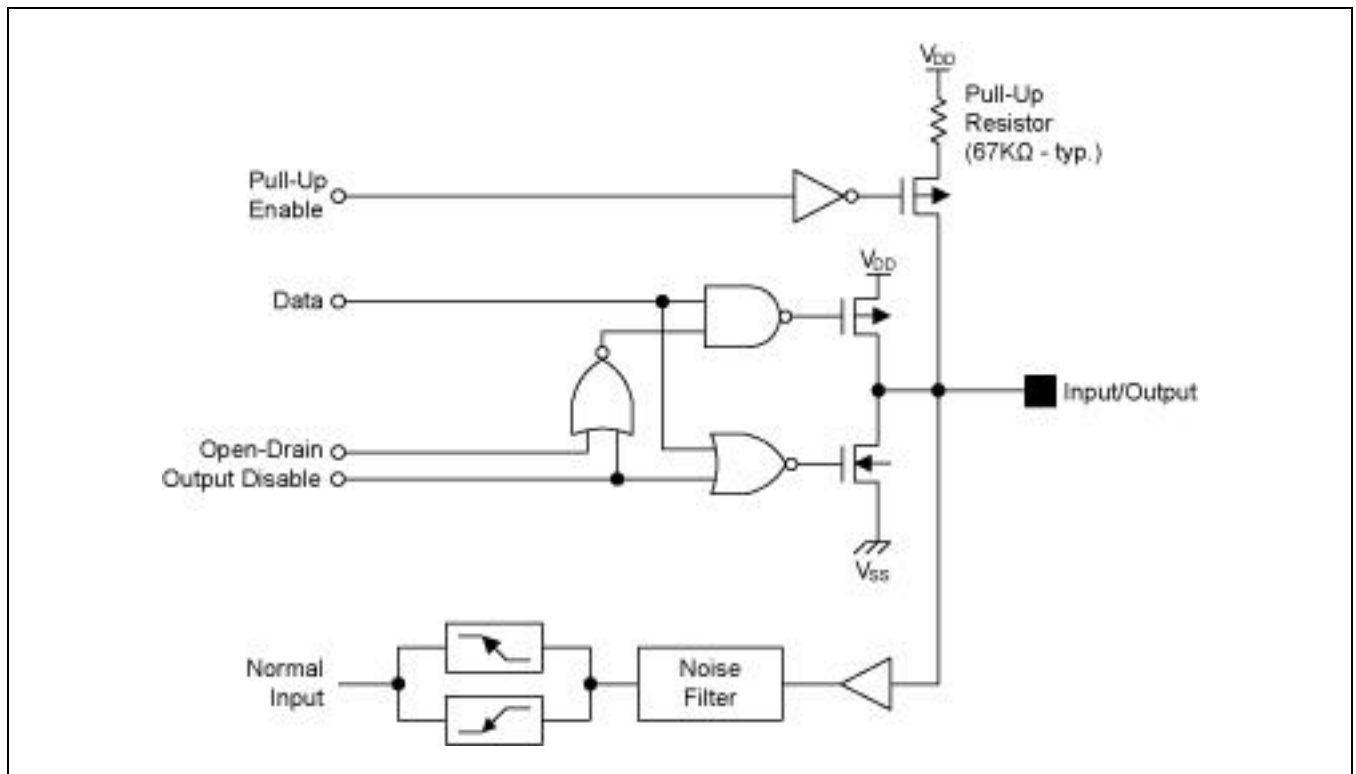 VDD
Pull-Up
Resistor
(67KΩ - typ.)
Pull-Up
Enable
VDD
Data
Input/Output
Open-Drain
Output Disable
VSS
Normal
Input
Noise
Filter